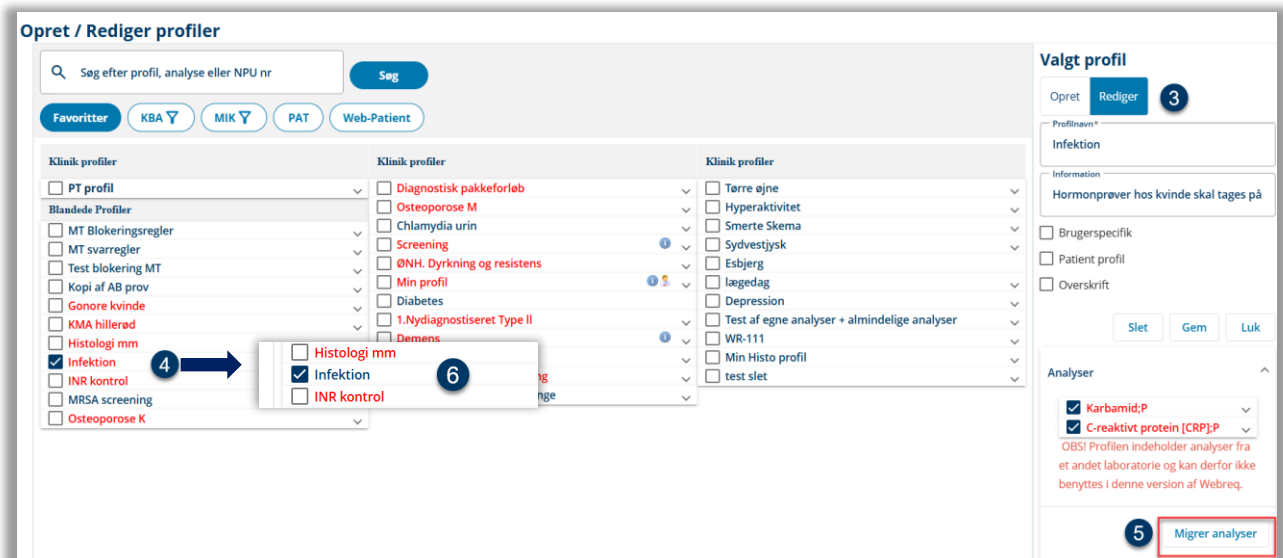 Opret / Rediger profiler
Søg efter profil, analyse eller NPU nr
Søg
Favoritter
KBA
MIK
PAT
Web-Patient
Klinik profiler
PT profil
Blandede Profiler
MT Blokeringsregler
MT svarregler
Test blokering MT
Kopi af AB prov
Gonore kvinde
KMA hillerød
Histologi mm
Infektion
INR kontrol
MRSA screening
Osteoporose K
4
Histologi mm
Infektion
INR kontrol
6
Klinik profiler
Diagnostisk pakkeforløb
Osteoporose M
Chlamydia urin
Screening
ØNH. Dyrkning og resistens
Min profil
Diabetes
1.Nydiagnostiseret Type ll
Demens
ng
nge
Klinik profiler
Tørre øjne
Hyperaktivitet
Smerte Skema
Sydvestjysk
Esbjerg
lægedag
Depression
Test af egne analyser + almindelige analyser
WR-111
Min Histo profil
test slet
Valgt profil
Opret
Rediger
3
Profilnavn*
Infektion
Information
Hormonprøver hos kvinde skal tages på
Brugerspecifik
Patient profil
Overskrift
Slet
Gem
Luk
Analyser
Karbamid;P
C-reaktivt protein [CRP];P
OBS! Profilen indeholder analyser fra
et andet laboratorie og kan derfor ikke
benyttes i denne version af Webreq.
5
Migrer analyser